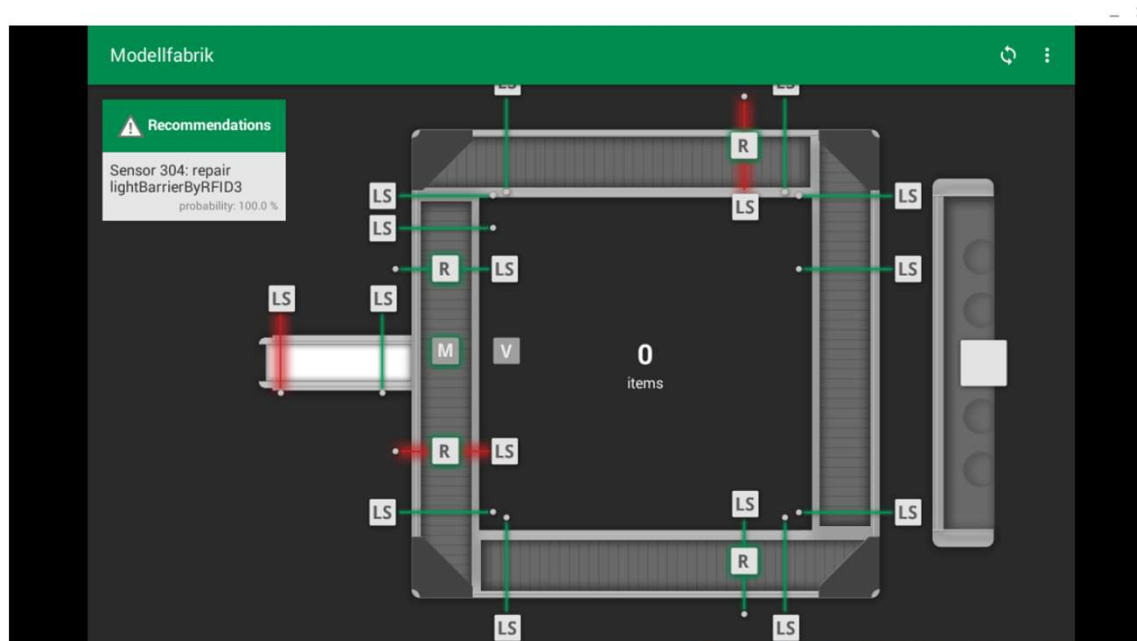 Modellfabrik
Recommendations
Sensor 304: repair
lightBarrierByRFID3
probability: 100.0 %
LS
LS
R
LS
LS
LS
LS
R
LS
LS
LS
LS
M
V
0
items
R
LS
LS
LS
LS
R
LS
LS